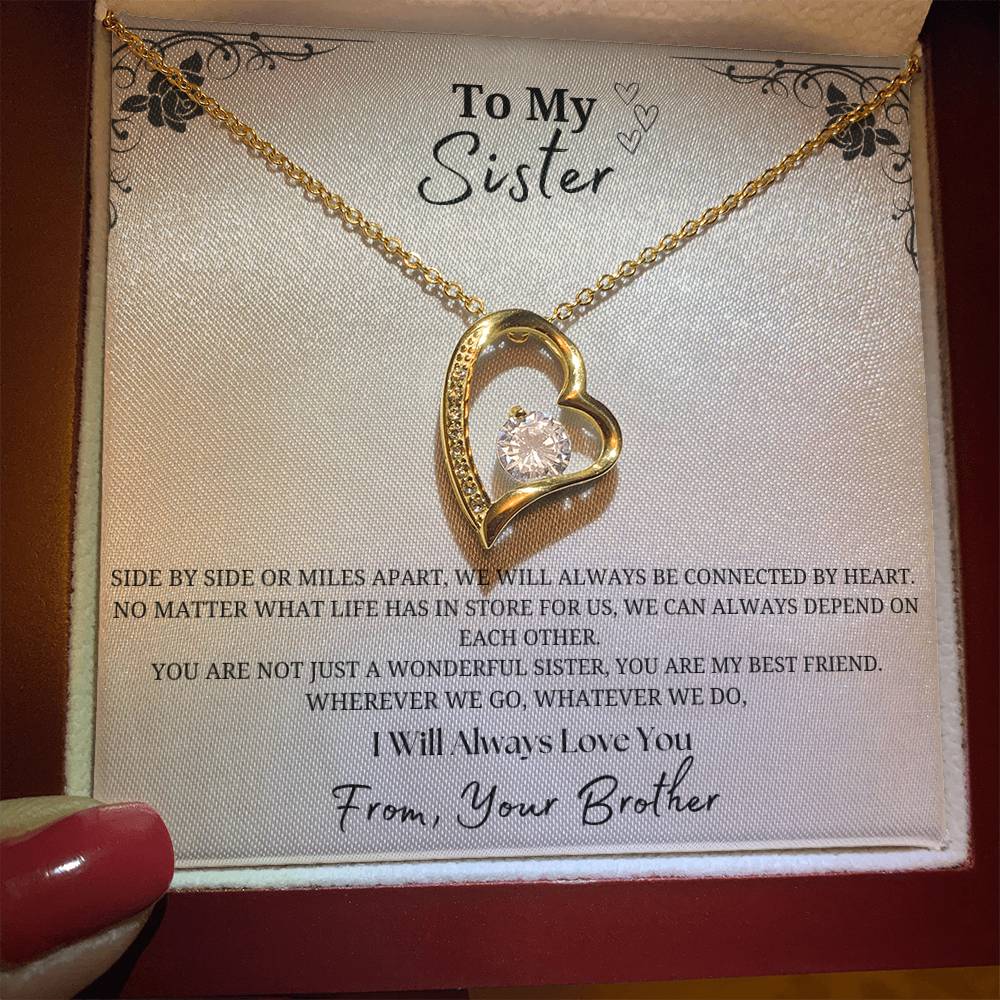 To My
Sister
SIDE BY SIDE OR MILES APART, WE WILL ALWAYS BE CONNECTED BY HEART.
NO MATTER WHAT LIFE HAS IN STORE FOR US, WE CAN ALWAYS DEPEND ON
EACH OTHER.
YOU ARE NOT JUST A WONDERFUL SISTER, YOU ARE MY BEST FRIEND.
WHEREVER WE GO, WHATEVER WE DO,
I Will Always Love You
From, Your Brother